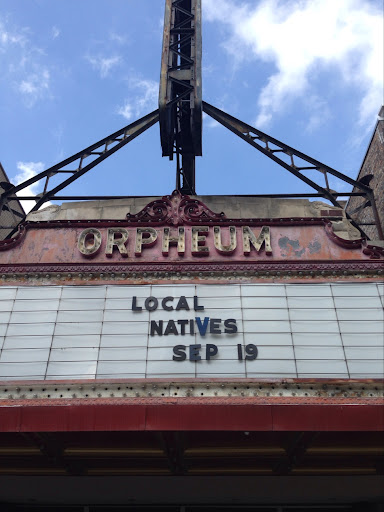 ORPHEUM
LOCAL
NATiVES
SEP 19